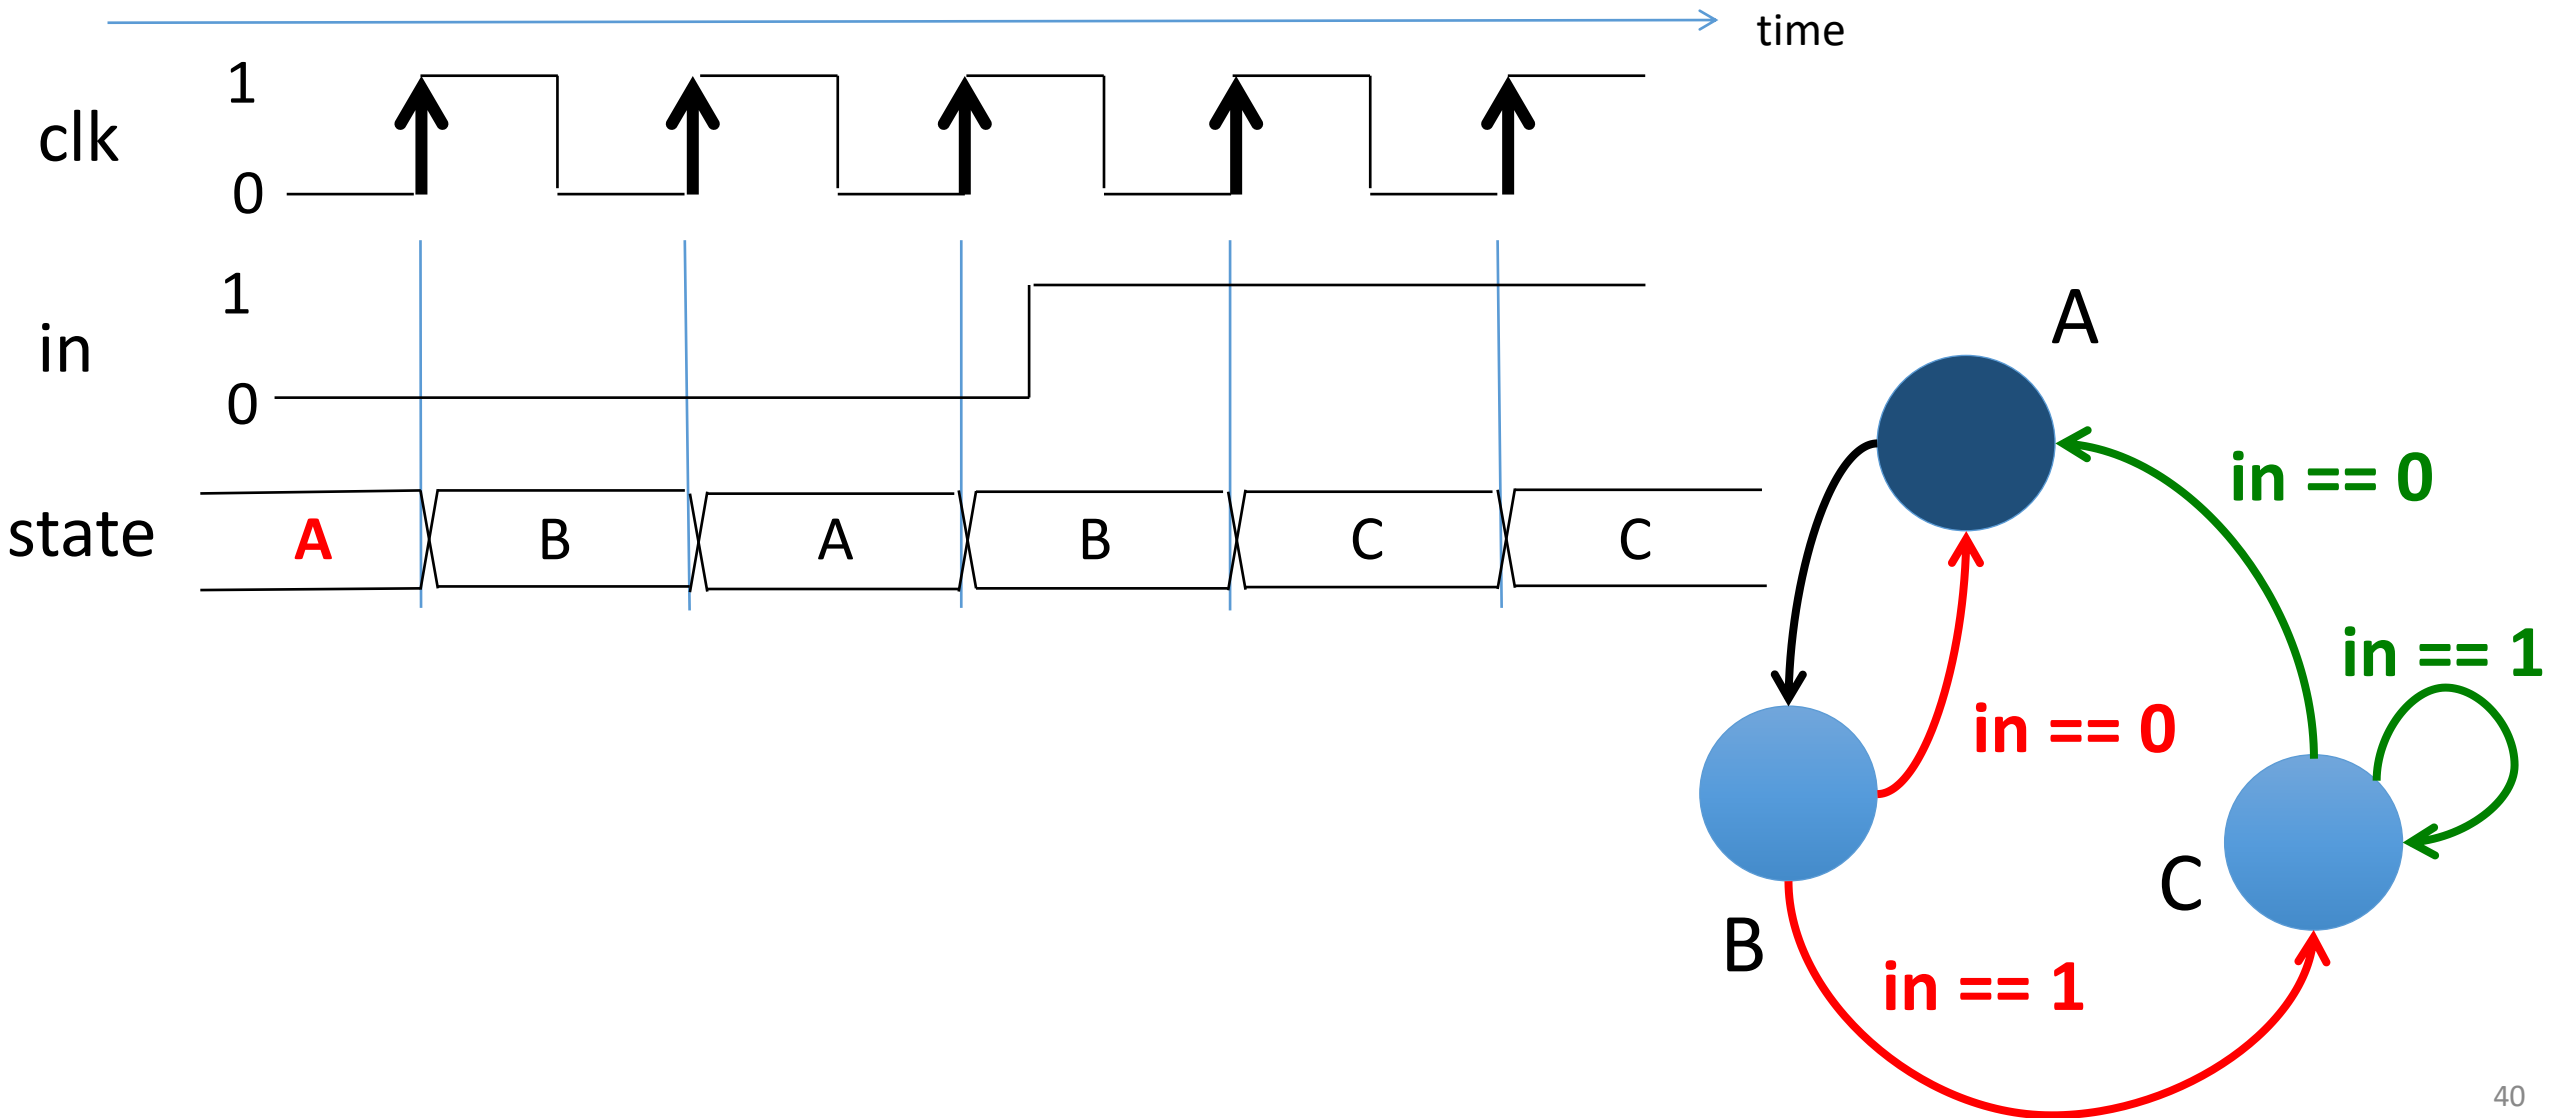 time
1
clk
0
1
in
0
state A B A B C C
A
in == 0
in == 1
in == 0
C
B
in == 1
40